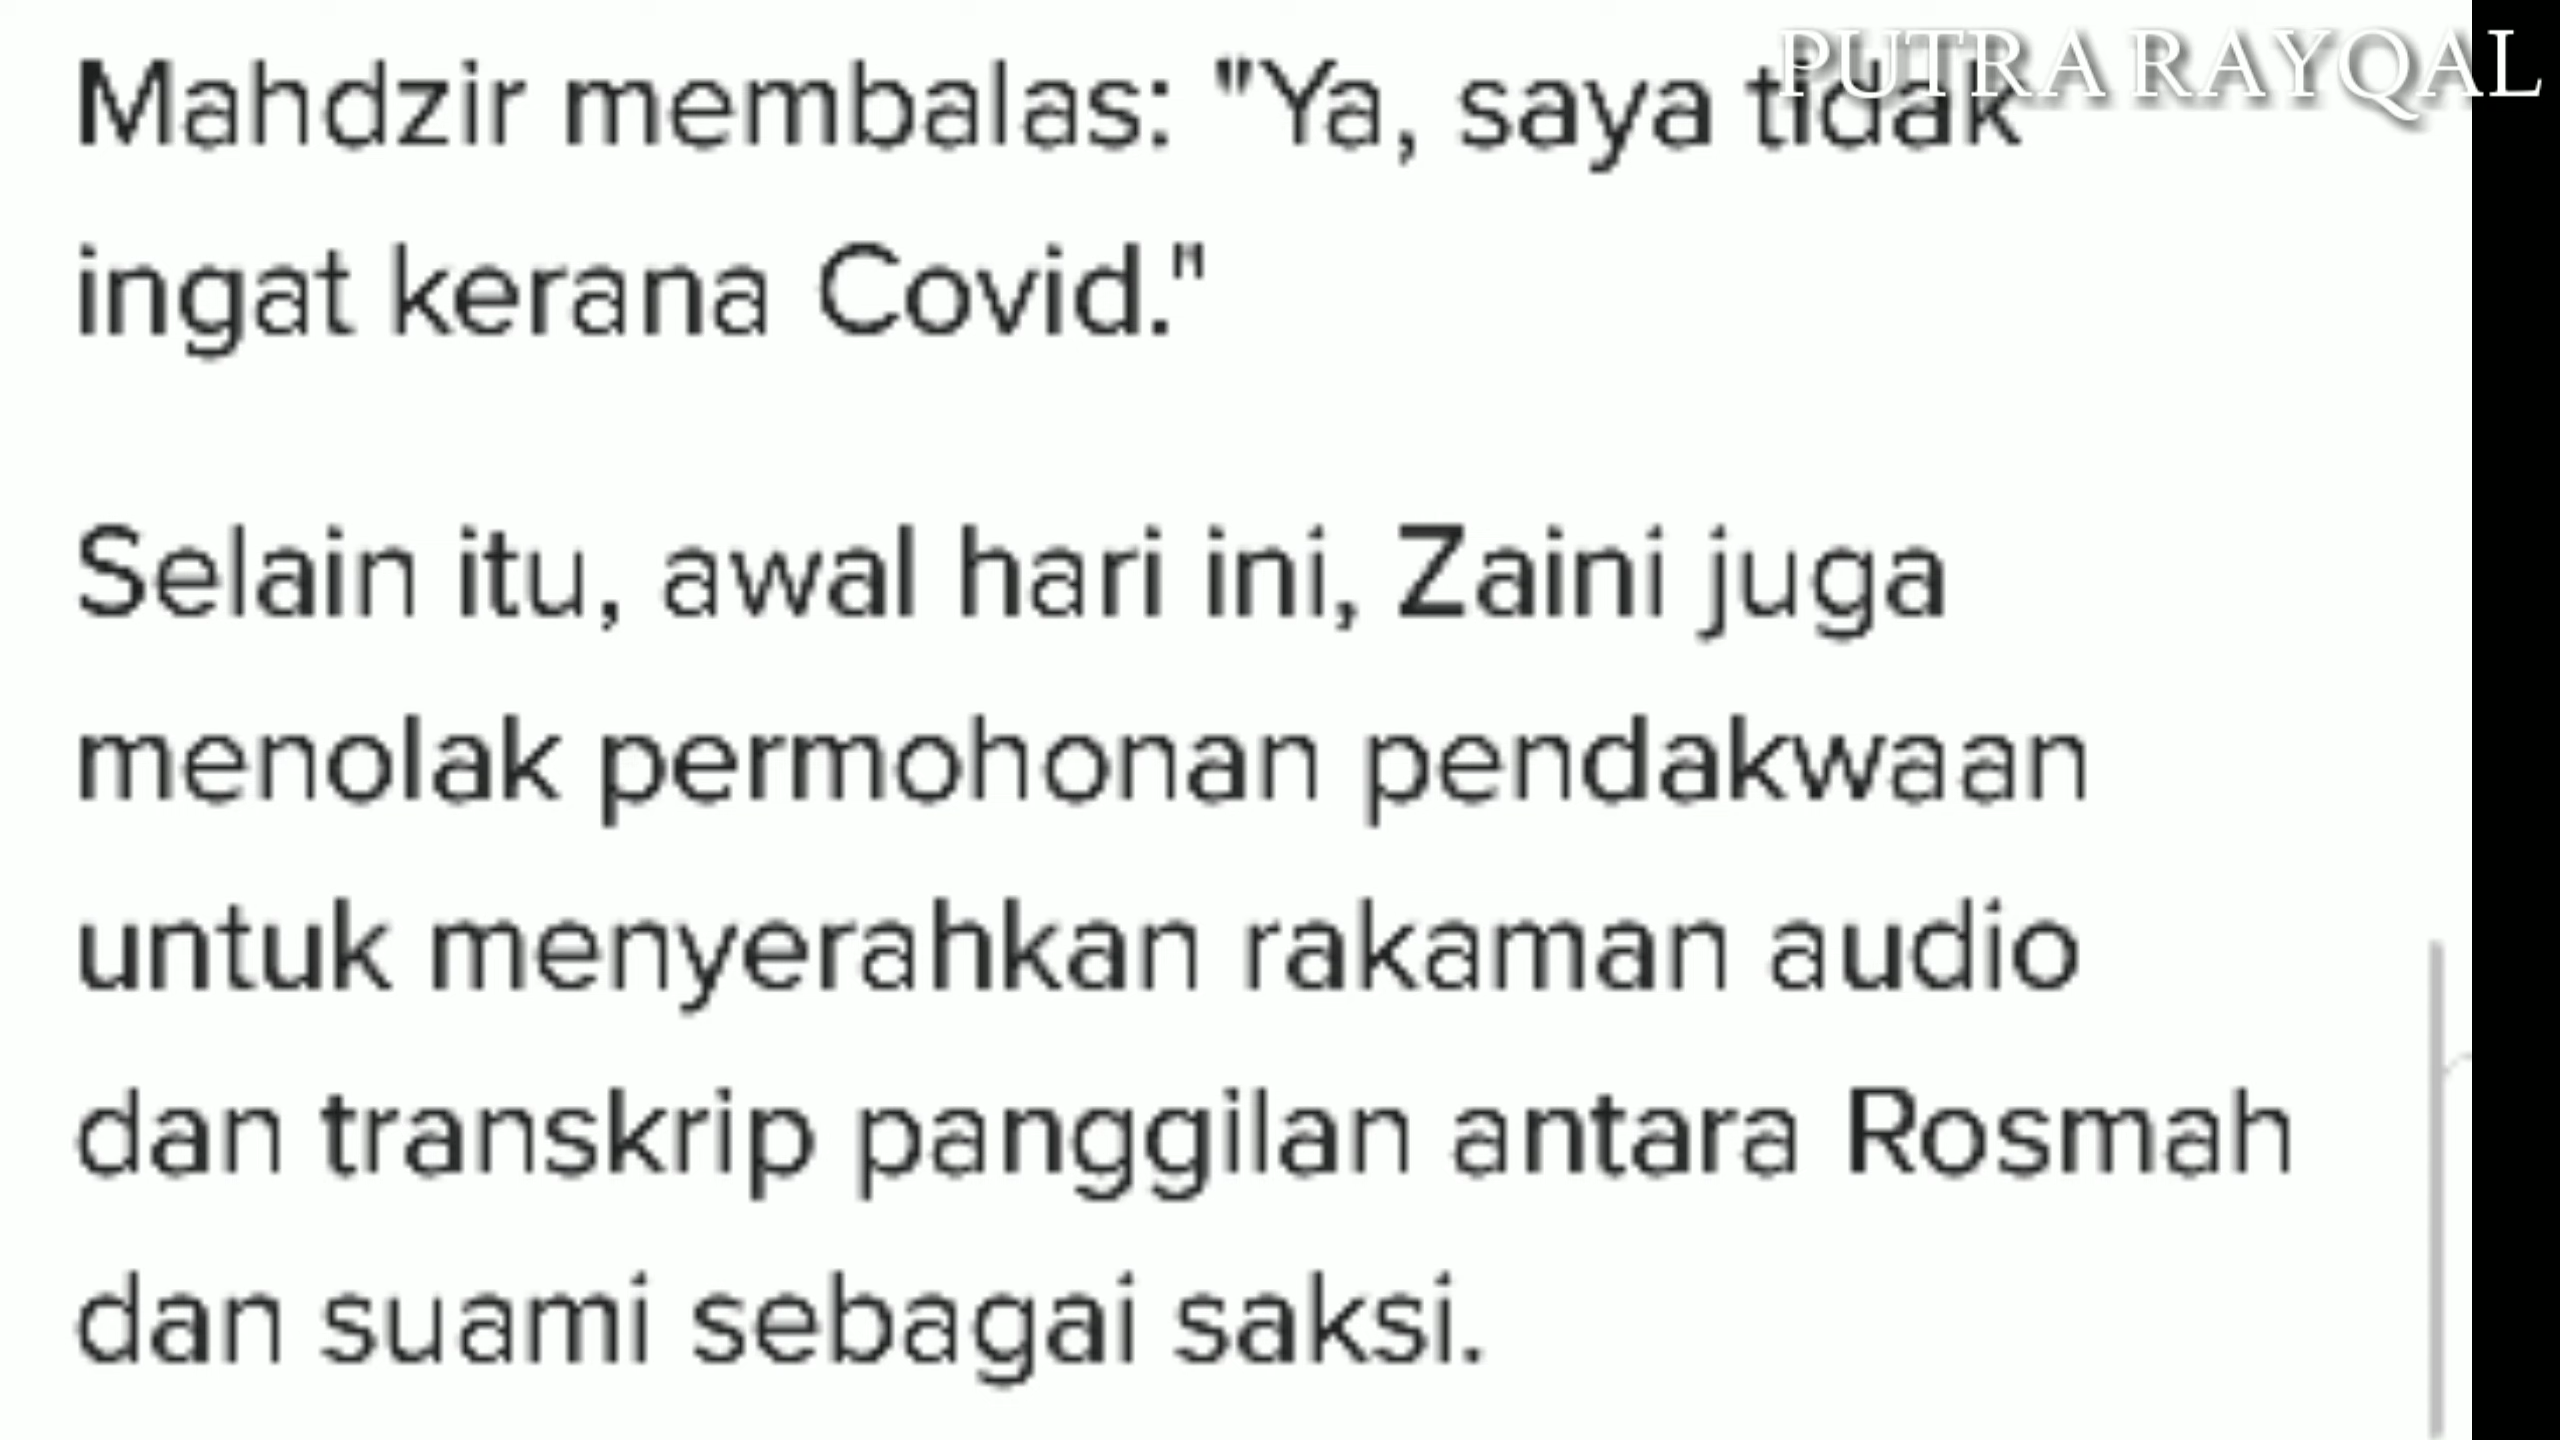 PUTRA RAYQAL
Mahdzir membalas: "Ya, saya tidak
ingat kerana Covid."
Selain itu, awal hari ini, Zaini juga
menolak permohonan pendakwaan
untuk menyerahkan rakaman audio
dan transkrip panggilan antara Rosmah
dan suami sebagai saksi.